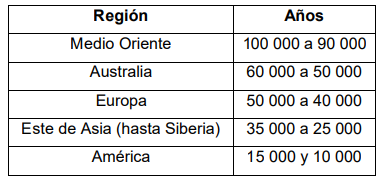 Región Años
Medio Oriente 100 000 a 90 000
Australia 60 000 a 50 000
Europa 50 000 a 40 000
Este de Asia (hasta Siberia) 35 000 a 25 000
América 15 000 y 10 000